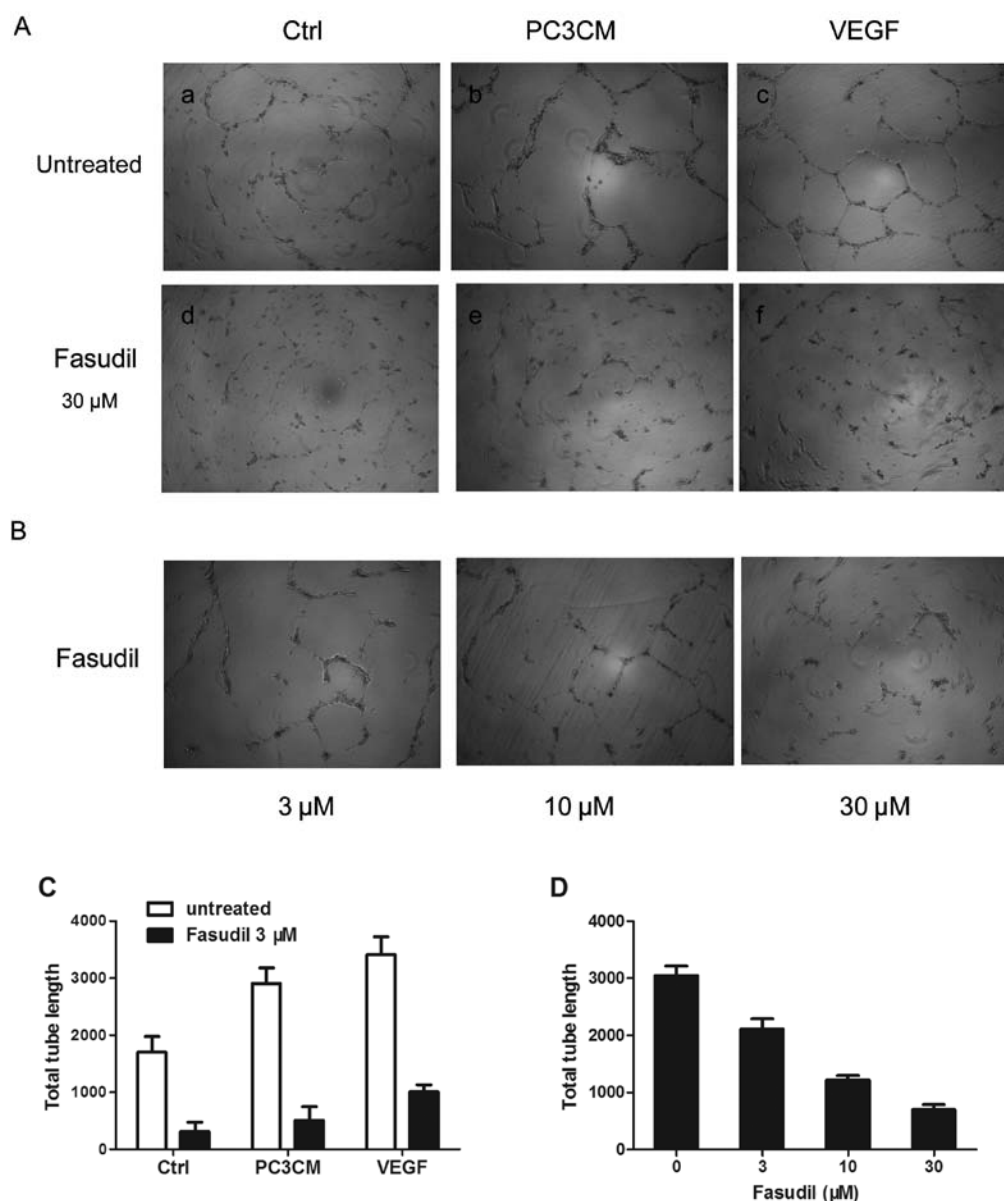 A
Ctrl PC3CM VEGF
a b c
Untreated
d e f
Fasudil
30 µM
B
Fasudil
3 µM 10 µM 30 µM
C
untreated
Fasudil 3 µM
4000
3000
2000
1000
0
Total tube length
Ctrl PC3CM VEGF
D
4000
3000
2000
1000
0
Total tube length
0 3 10 30
Fasudil (µM)